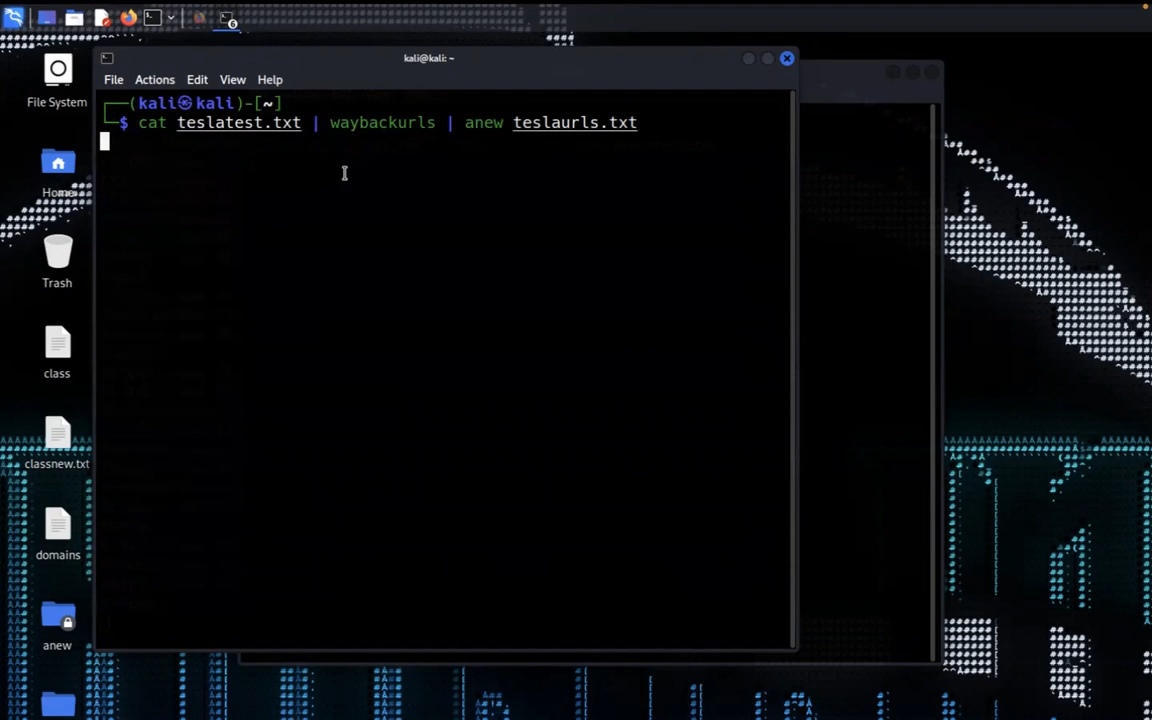 6
kali@kali: ~
File Actions Edit View Help
┌──(kali㉿kali)-[~]
└─$ cat teslatest.txt | waybackurls | anew teslaurls.txt
File System
Home
Trash
class
classnew.txt
domains
anew